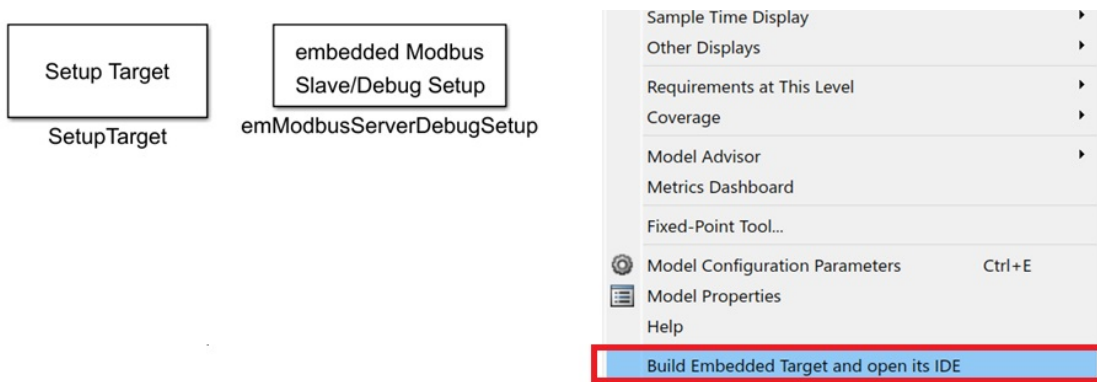 Setup Target
SetupTarget
embedded Modbus
Slave/Debug Setup
emModbusServerDebugSetup
Sample Time Display
Other Displays
Requirements at This Level
Coverage
Model Advisor
Metrics Dashboard
Fixed-Point Tool...
Model Configuration Parameters Ctrl+E
Model Properties
Help
Build Embedded Target and open its IDE